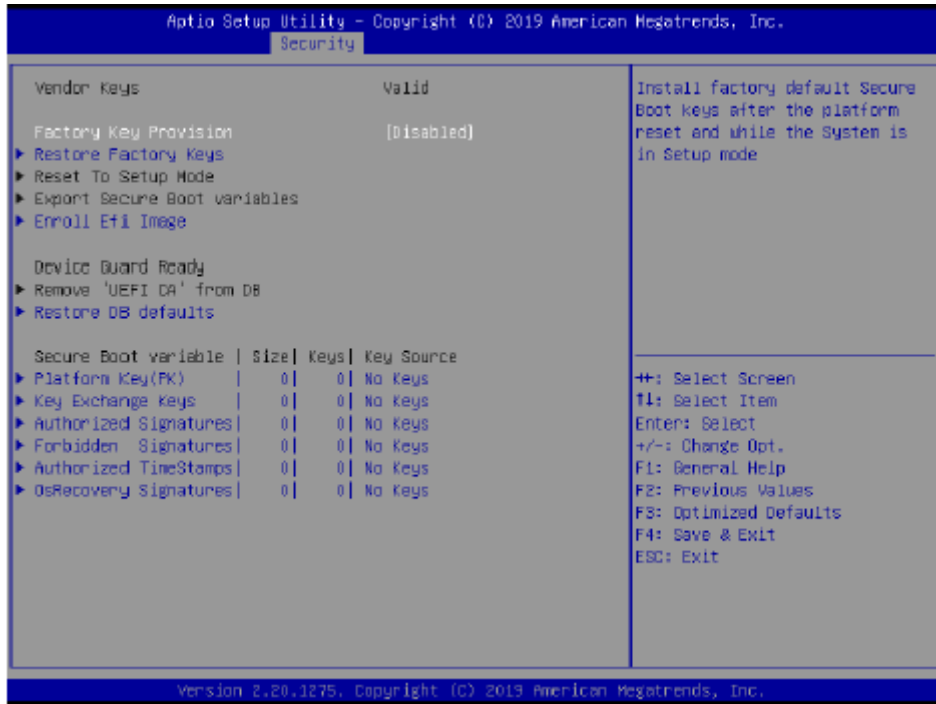 Aptio Setup Utility - Copyright (C) 2019 American Megatrends, Inc.
Security
Vendor Keys Valid
Factory Key Provision [Disabled]
▶ Restore Factory Keys
▶ Reset To Setup Mode
▶ Export Secure Boot variables
▶ Enroll Efi Image
Device Guard Ready
▶ Remove 'UEFI CA' from DB
▶ Restore DB defaults
Secure Boot variable | Size| Keys| Key Source
▶ Platform Key(PK) | 0| 0| No Keys
▶ Key Exchange Keys | 0| 0| No Keys
▶ Authorized Signatures| 0| 0| No Keys
▶ Forbidden Signatures| 0| 0| No Keys
▶ Authorized TimeStamps| 0| 0| No Keys
▶ OsRecovery Signatures| 0| 0| No Keys
Install factory default Secure
Boot keys after the platform
reset and while the System is
in Setup mode
→←: Select Screen
↑↓: Select Item
Enter: Select
+/-: Change Opt.
F1: General Help
F2: Previous Values
F3: Optimized Defaults
F4: Save & Exit
ESC: Exit
Version 2.20.1275. Copyright (C) 2019 American Megatrends, Inc.